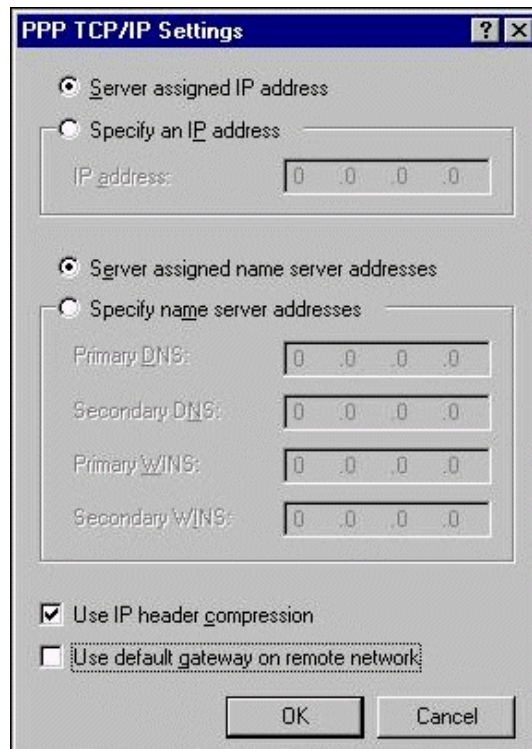 PPP TCP/IP Settings
Server assigned IP address
Specify an IP address
IP address: 0 .0 .0 .0
Server assigned name server addresses
Specify name server addresses
Primary DNS: 0 .0 .0 .0
Secondary DNS: 0 .0 .0 .0
Primary WINS: 0 .0 .0 .0
Secondary WINS: 0 .0 .0 .0
Use IP header compression
Use default gateway on remote network
OK Cancel